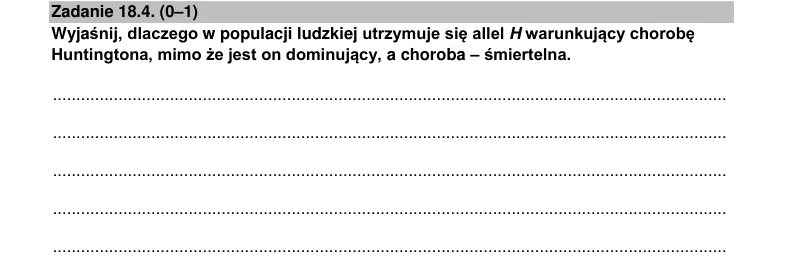 Zadanie 18.4. (0–1)
Wyjaśnij, dlaczego w populacji ludzkiej utrzymuje się allel H warunkujący chorobę
Huntingtona, mimo że jest on dominujący, a choroba – śmiertelna.